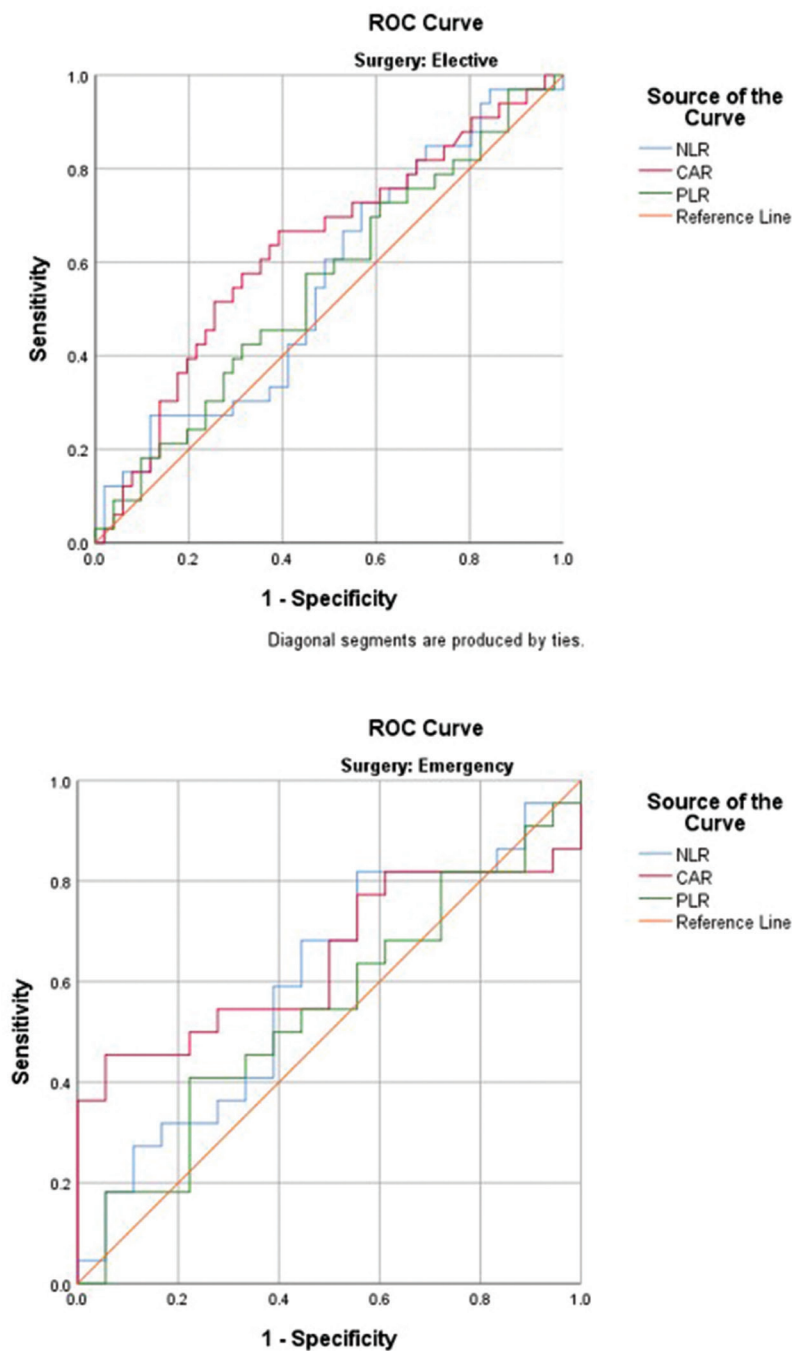 ROC Curve
Surgery: Elective
1.0
0.8
0.6
0.4
0.2
0.0
Sensitivity
0.0 0.2 0.4 0.6 0.8 1.0
1 - Specificity
Source of the
Curve
NLR
CAR
PLR
Reference Line
Diagonal segments are produced by ties.
ROC Curve
Surgery: Emergency
1.0
0.8
0.6
0.4
0.2
0.0
Sensitivity
0.0 0.2 0.4 0.6 0.8 1.0
1 - Specificity
Source of the
Curve
NLR
CAR
PLR
Reference Line